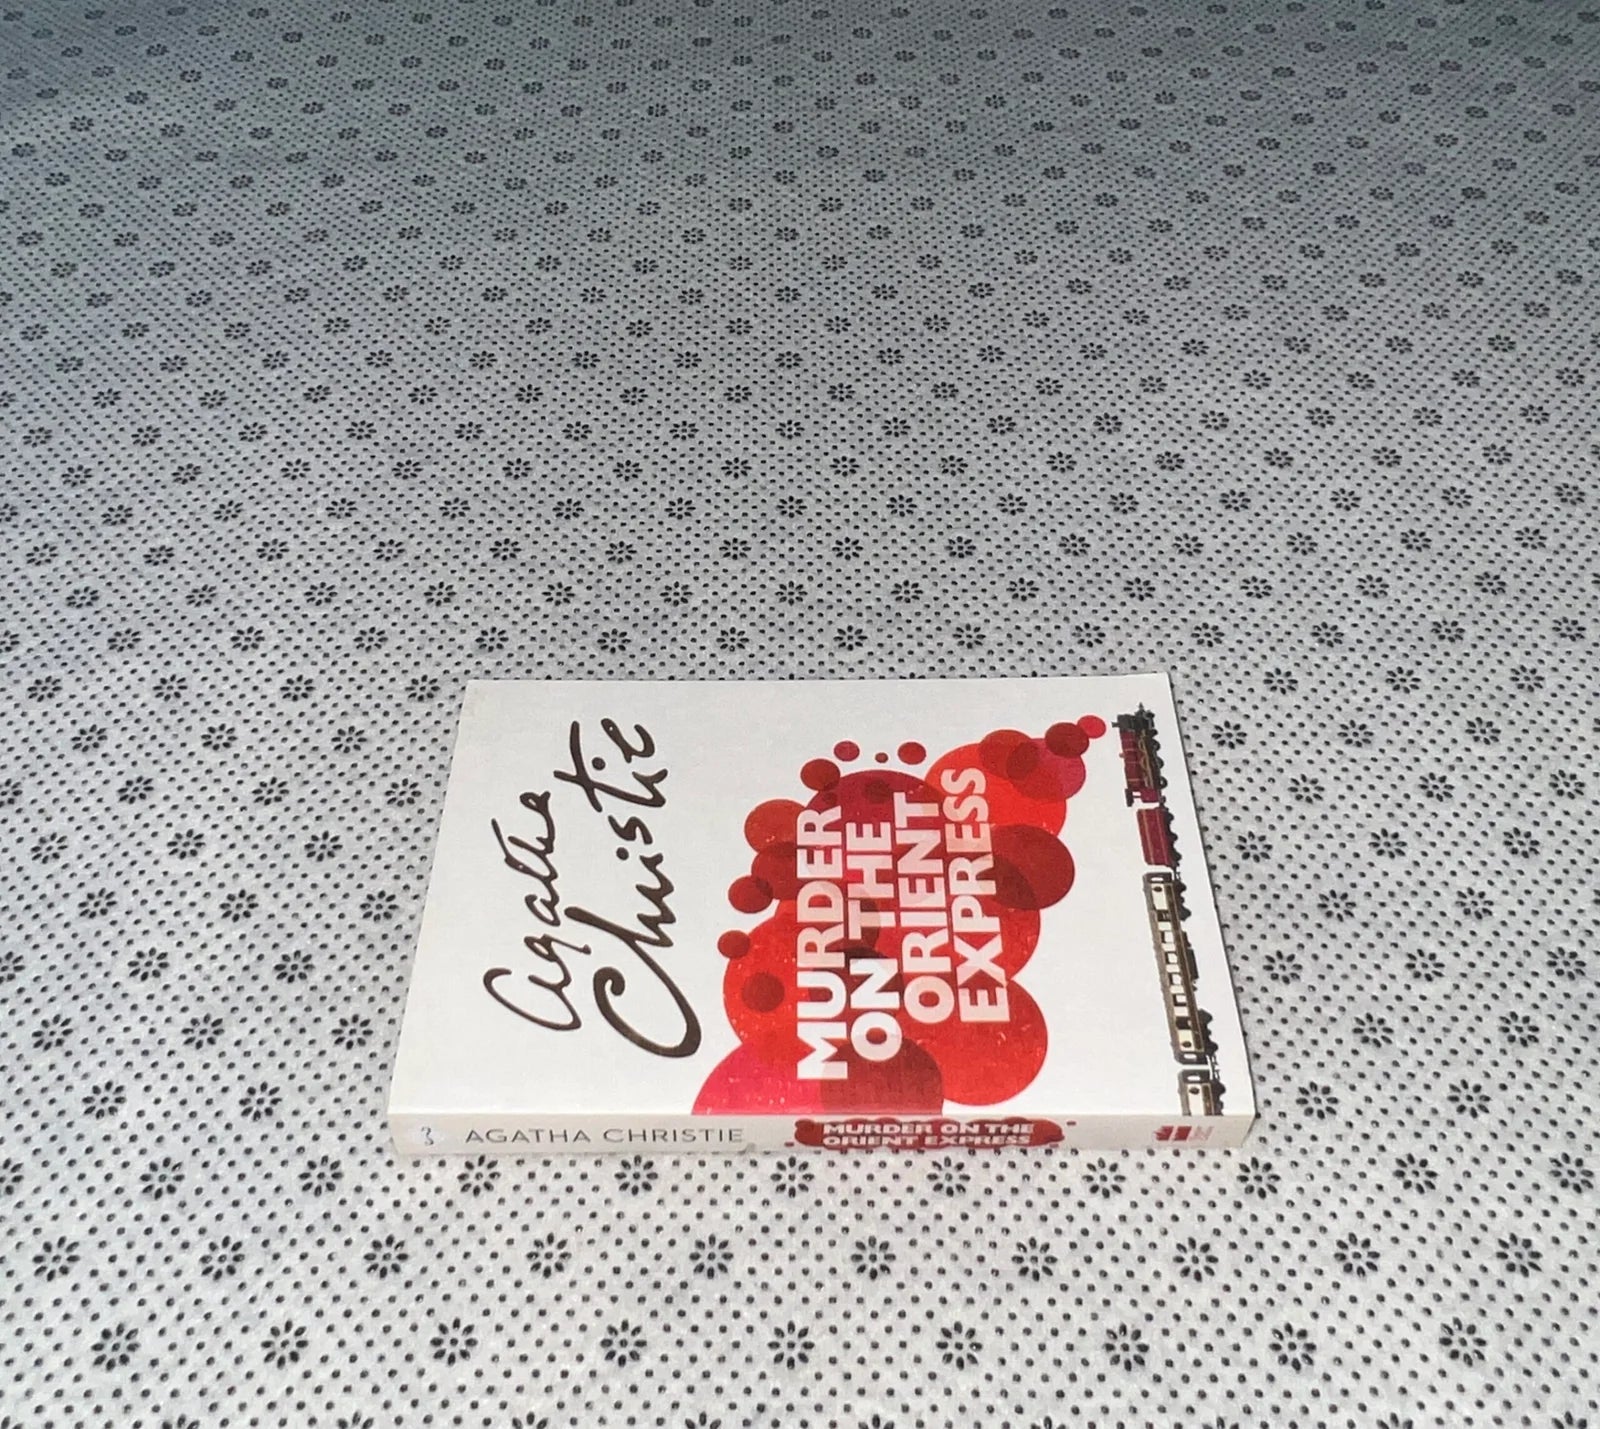 Agatha
Christie
MURDER
ON THE
ORIENT
EXPRESS
AGATHA CHRISTIE
MURDER ON THE
ORIENT EXPRESS